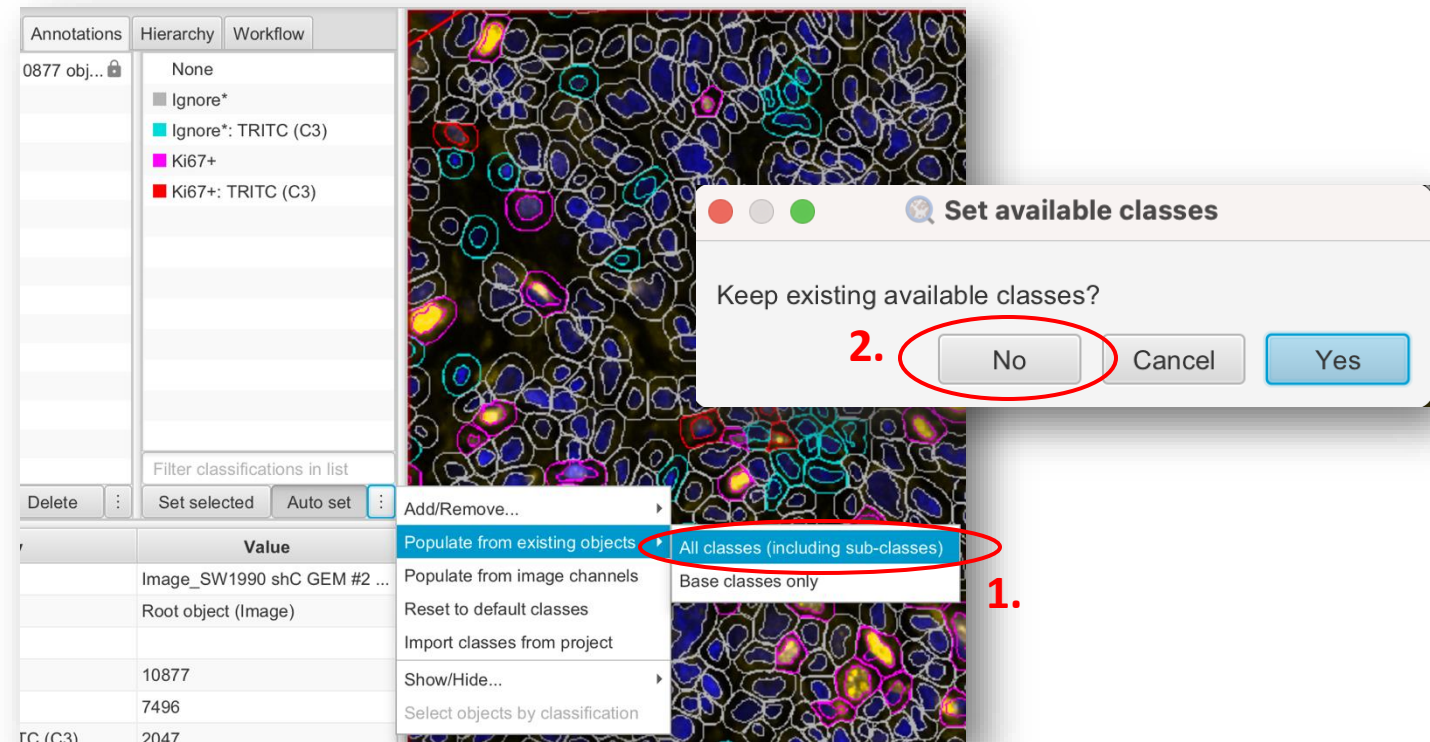 Annotations Hierarchy Workflow
0877 obj...
None
Ignore*
Ignore*: TRITC (C3)
Ki67+
Ki67+: TRITC (C3)
Filter classifications in list
Delete ⋮ Set selected Auto set ⋮
Value
Image_SW1990 shC GEM #2 ...
Root object (Image)
10877
7496
TC (C3) 2047
Add/Remove...
Populate from existing objects
Populate from image channels
Reset to default classes
Import classes from project
Show/Hide...
Select objects by classification
All classes (including sub-classes)
Base classes only
1.
Set available classes
Keep existing available classes?
2.
No Cancel Yes